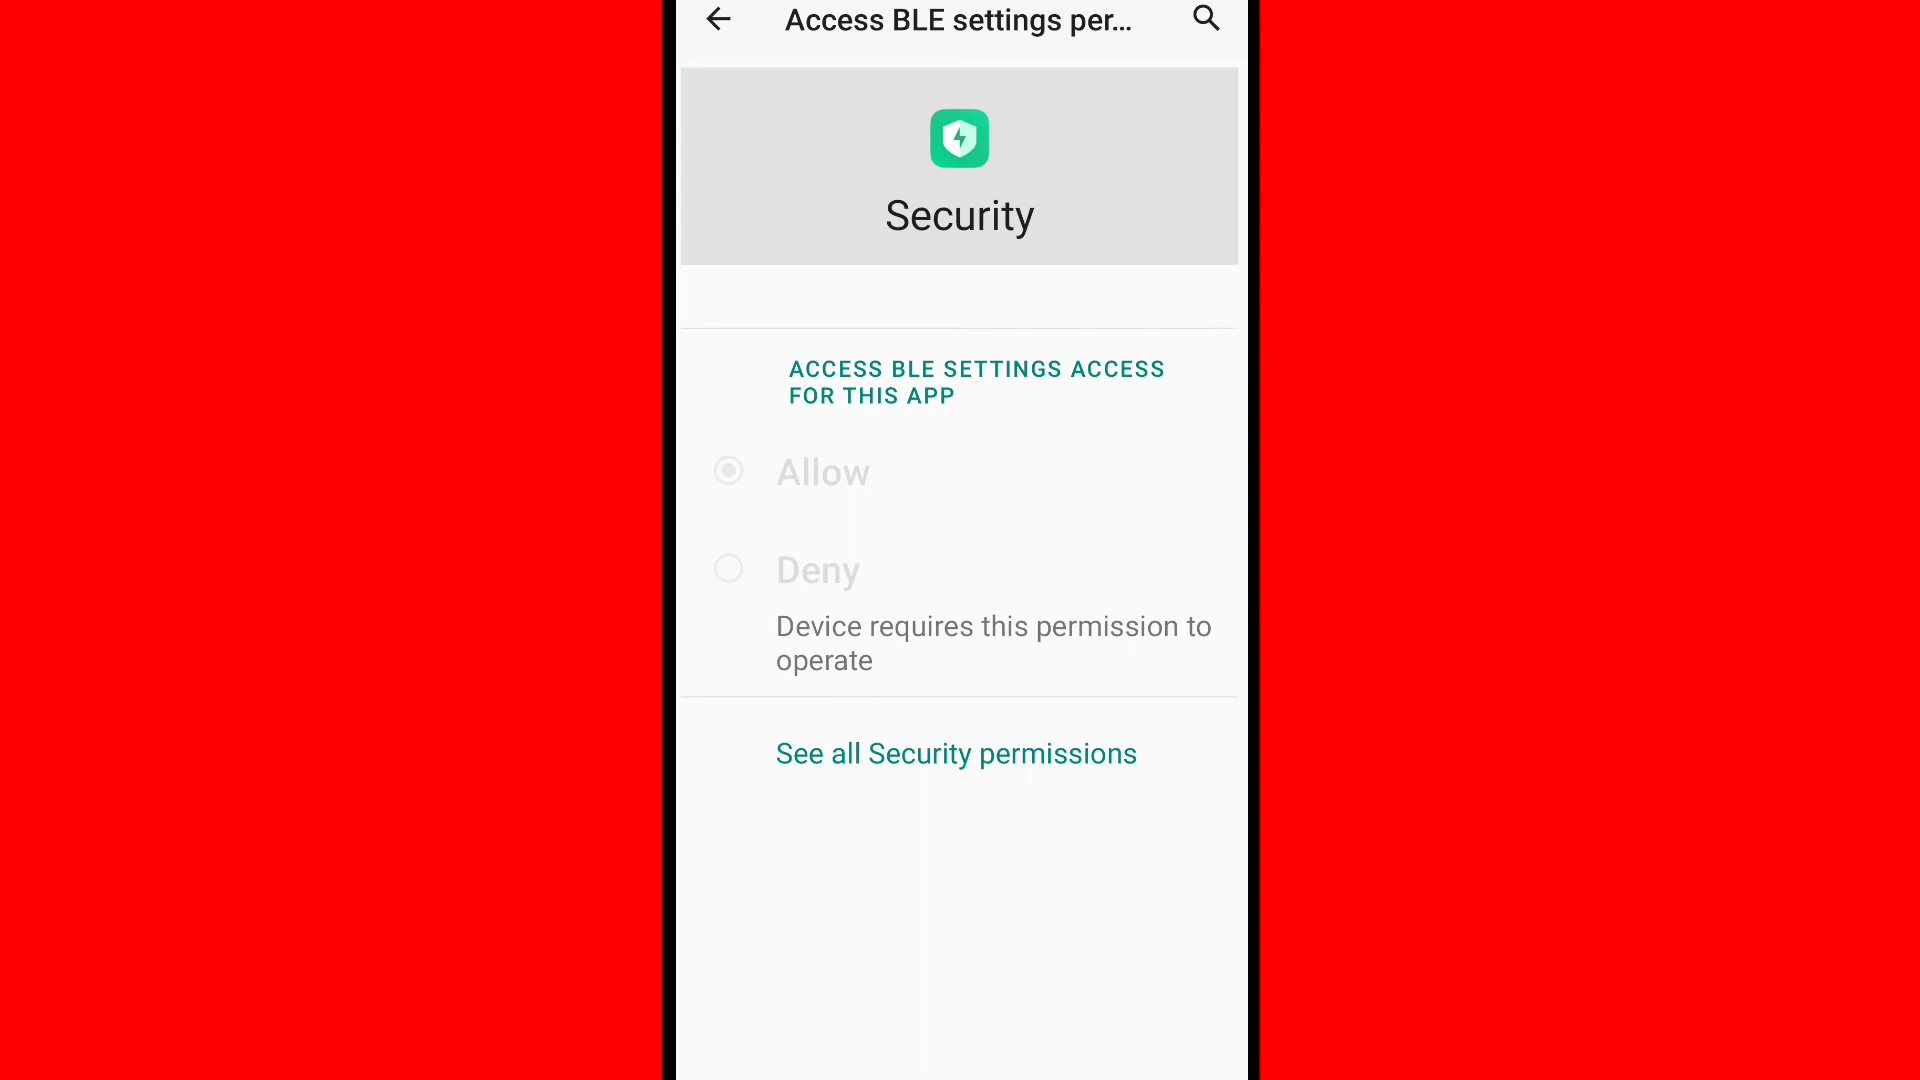 Access BLE settings per...
Security
ACCESS BLE SETTINGS ACCESS
FOR THIS APP
Allow
Deny
Device requires this permission to
operate
See all Security permissions